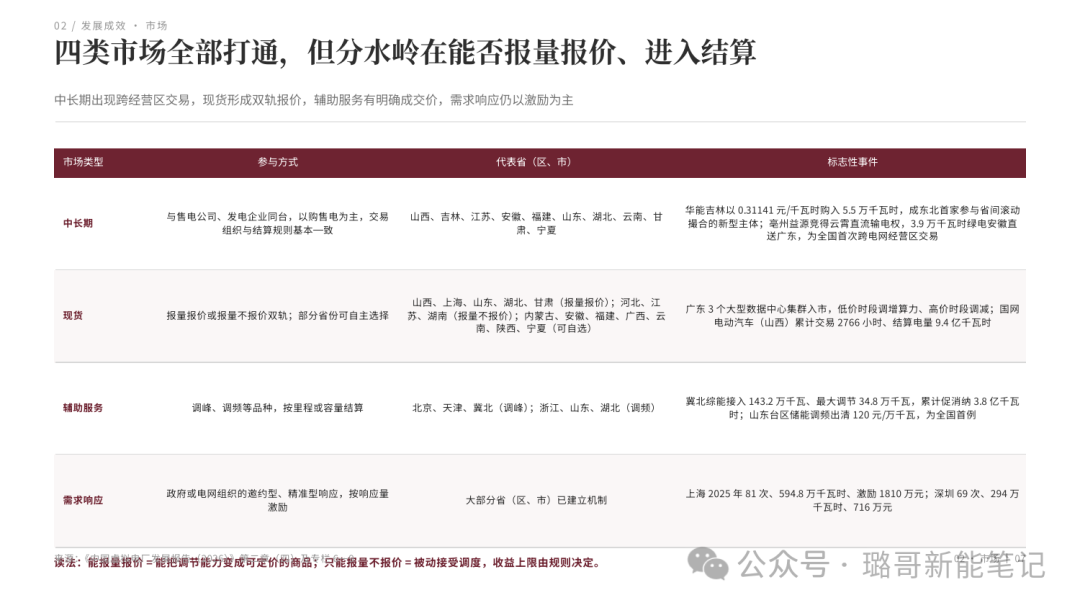 02 / 发展成效 · 市场
四类市场全部打通，但分水岭在能否报量报价、进入结算
中长期出现跨经营区交易，现货形成双轨报价，辅助服务有明确成交价，需求响应仍以激励为主
市场类型 参与方式 代表省（区、市） 标志性事件
中长期
与售电公司、发电企业同台，以购售电为主，交易
组织与结算规则基本一致
山西、吉林、江苏、安徽、福建、山东、湖北、云南、甘
肃、宁夏
华能吉林以 0.31141 元/千瓦时购入 5.5 万千瓦时，成东北首家参与省间滚动
撮合的新型主体；亳州益源竞得云霄直流输电权，3.9 万千瓦时绿电安徽直
送广东，为全国首次跨电网经营区交易
现货
报量报价或报量不报价双轨；部分省份可自主选择
山西、上海、山东、湖北、甘肃（报量报价）；河北、江
苏、湖南（报量不报价）；内蒙古、安徽、福建、广西、云
南、陕西、宁夏（可自选）
广东 3 个大型数据中心集群入市，低价时段调增算力、高价时段调减；国网
电动汽车（山西）累计交易 2766 小时、结算电量 9.4 亿千瓦时
辅助服务
调峰、调频等品种，按里程或容量结算
北京、天津、冀北（调峰）；浙江、山东、湖北（调频）
冀北综能接入 143.2 万千瓦、最大调节 34.8 万千瓦，累计促消纳 3.8 亿千瓦
时；山东台区储能调频出清 120 元/万千瓦，为全国首例
需求响应
政府或电网组织的邀约型、精准型响应，按响应量
激励
大部分省（区、市）已建立机制
上海 2025 年 81 次、594.8 万千瓦时、激励 1810 万元；深圳 69 次、294 万
千瓦时、716 万元
读法：能报量报价 = 能把调节能力变成可定价的商品；只能报量不报价 = 被动接受调度，收益上限由规则决定。
公众号 · 璐哥新能笔记